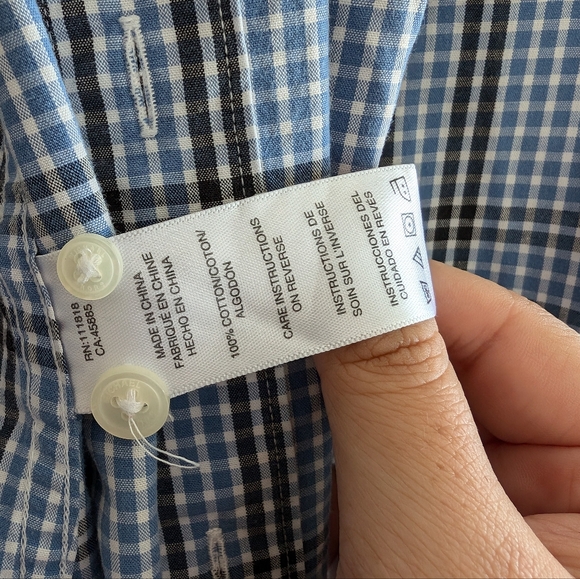 RN:111818
CA:45885
MADE IN CHINA
FABRIQUÉ EN CHINE
HECHO EN CHINA
100% COTTON/COTON/
ALGODÓN
CARE INSTRUCTIONS
ON REVERSE
INSTRUCTIONS DE
SOIN SUR L'INVERSE
INSTRUCCIONES DEL
CUIDADO EN REVÉS